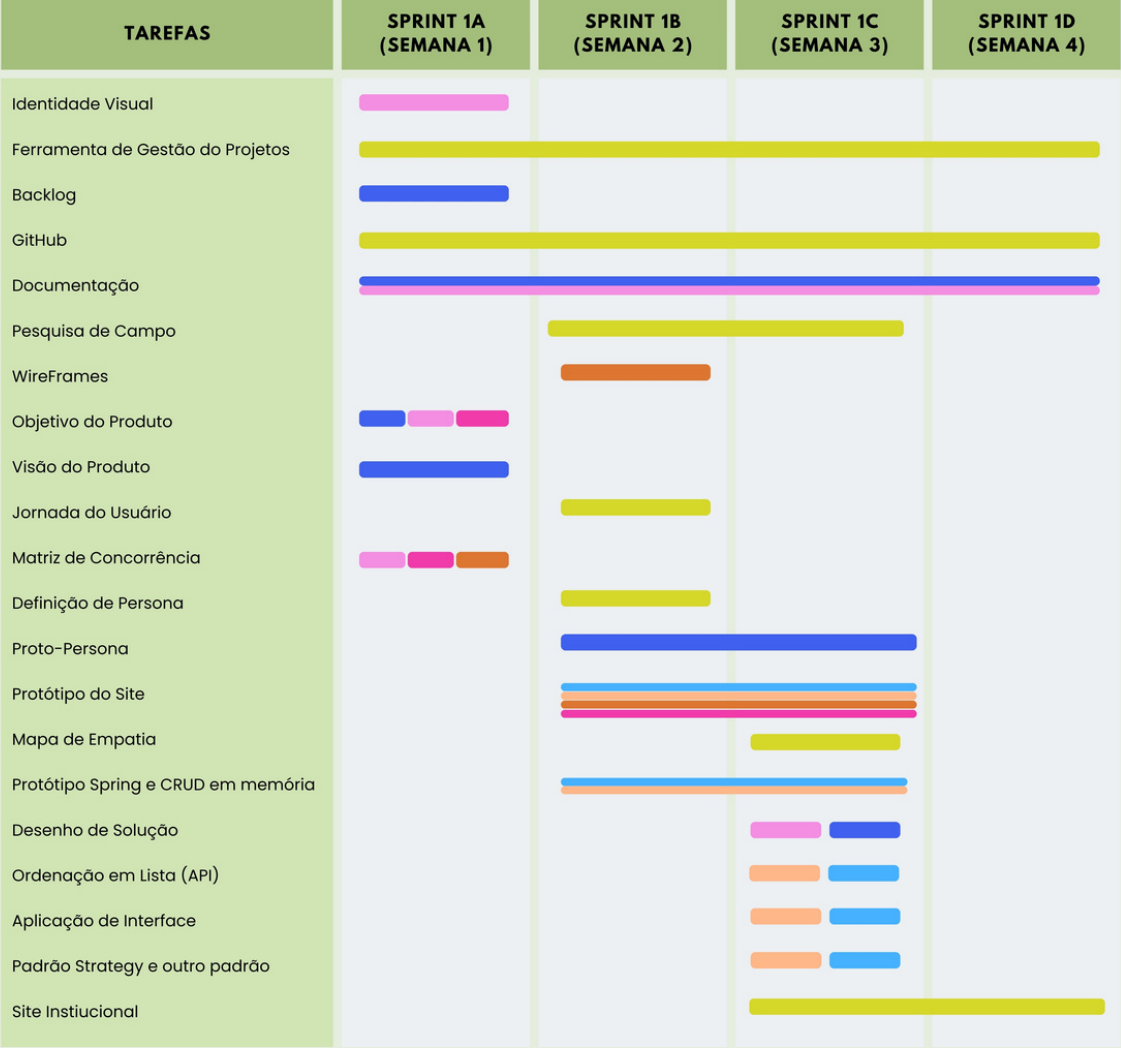 TAREFAS
SPRINT 1A
(SEMANA 1)
SPRINT 1B
(SEMANA 2)
SPRINT 1C
(SEMANA 3)
SPRINT 1D
(SEMANA 4)
Identidade Visual
Ferramenta de Gestão do Projetos
Backlog
GitHub
Documentação
Pesquisa de Campo
WireFrames
Objetivo do Produto
Visão do Produto
Jornada do Usuário
Matriz de Concorrência
Definição de Persona
Proto-Persona
Protótipo do Site
Mapa de Empatia
Protótipo Spring e CRUD em memória
Desenho de Solução
Ordenação em Lista (API)
Aplicação de Interface
Padrão Strategy e outro padrão
Site Instiucional